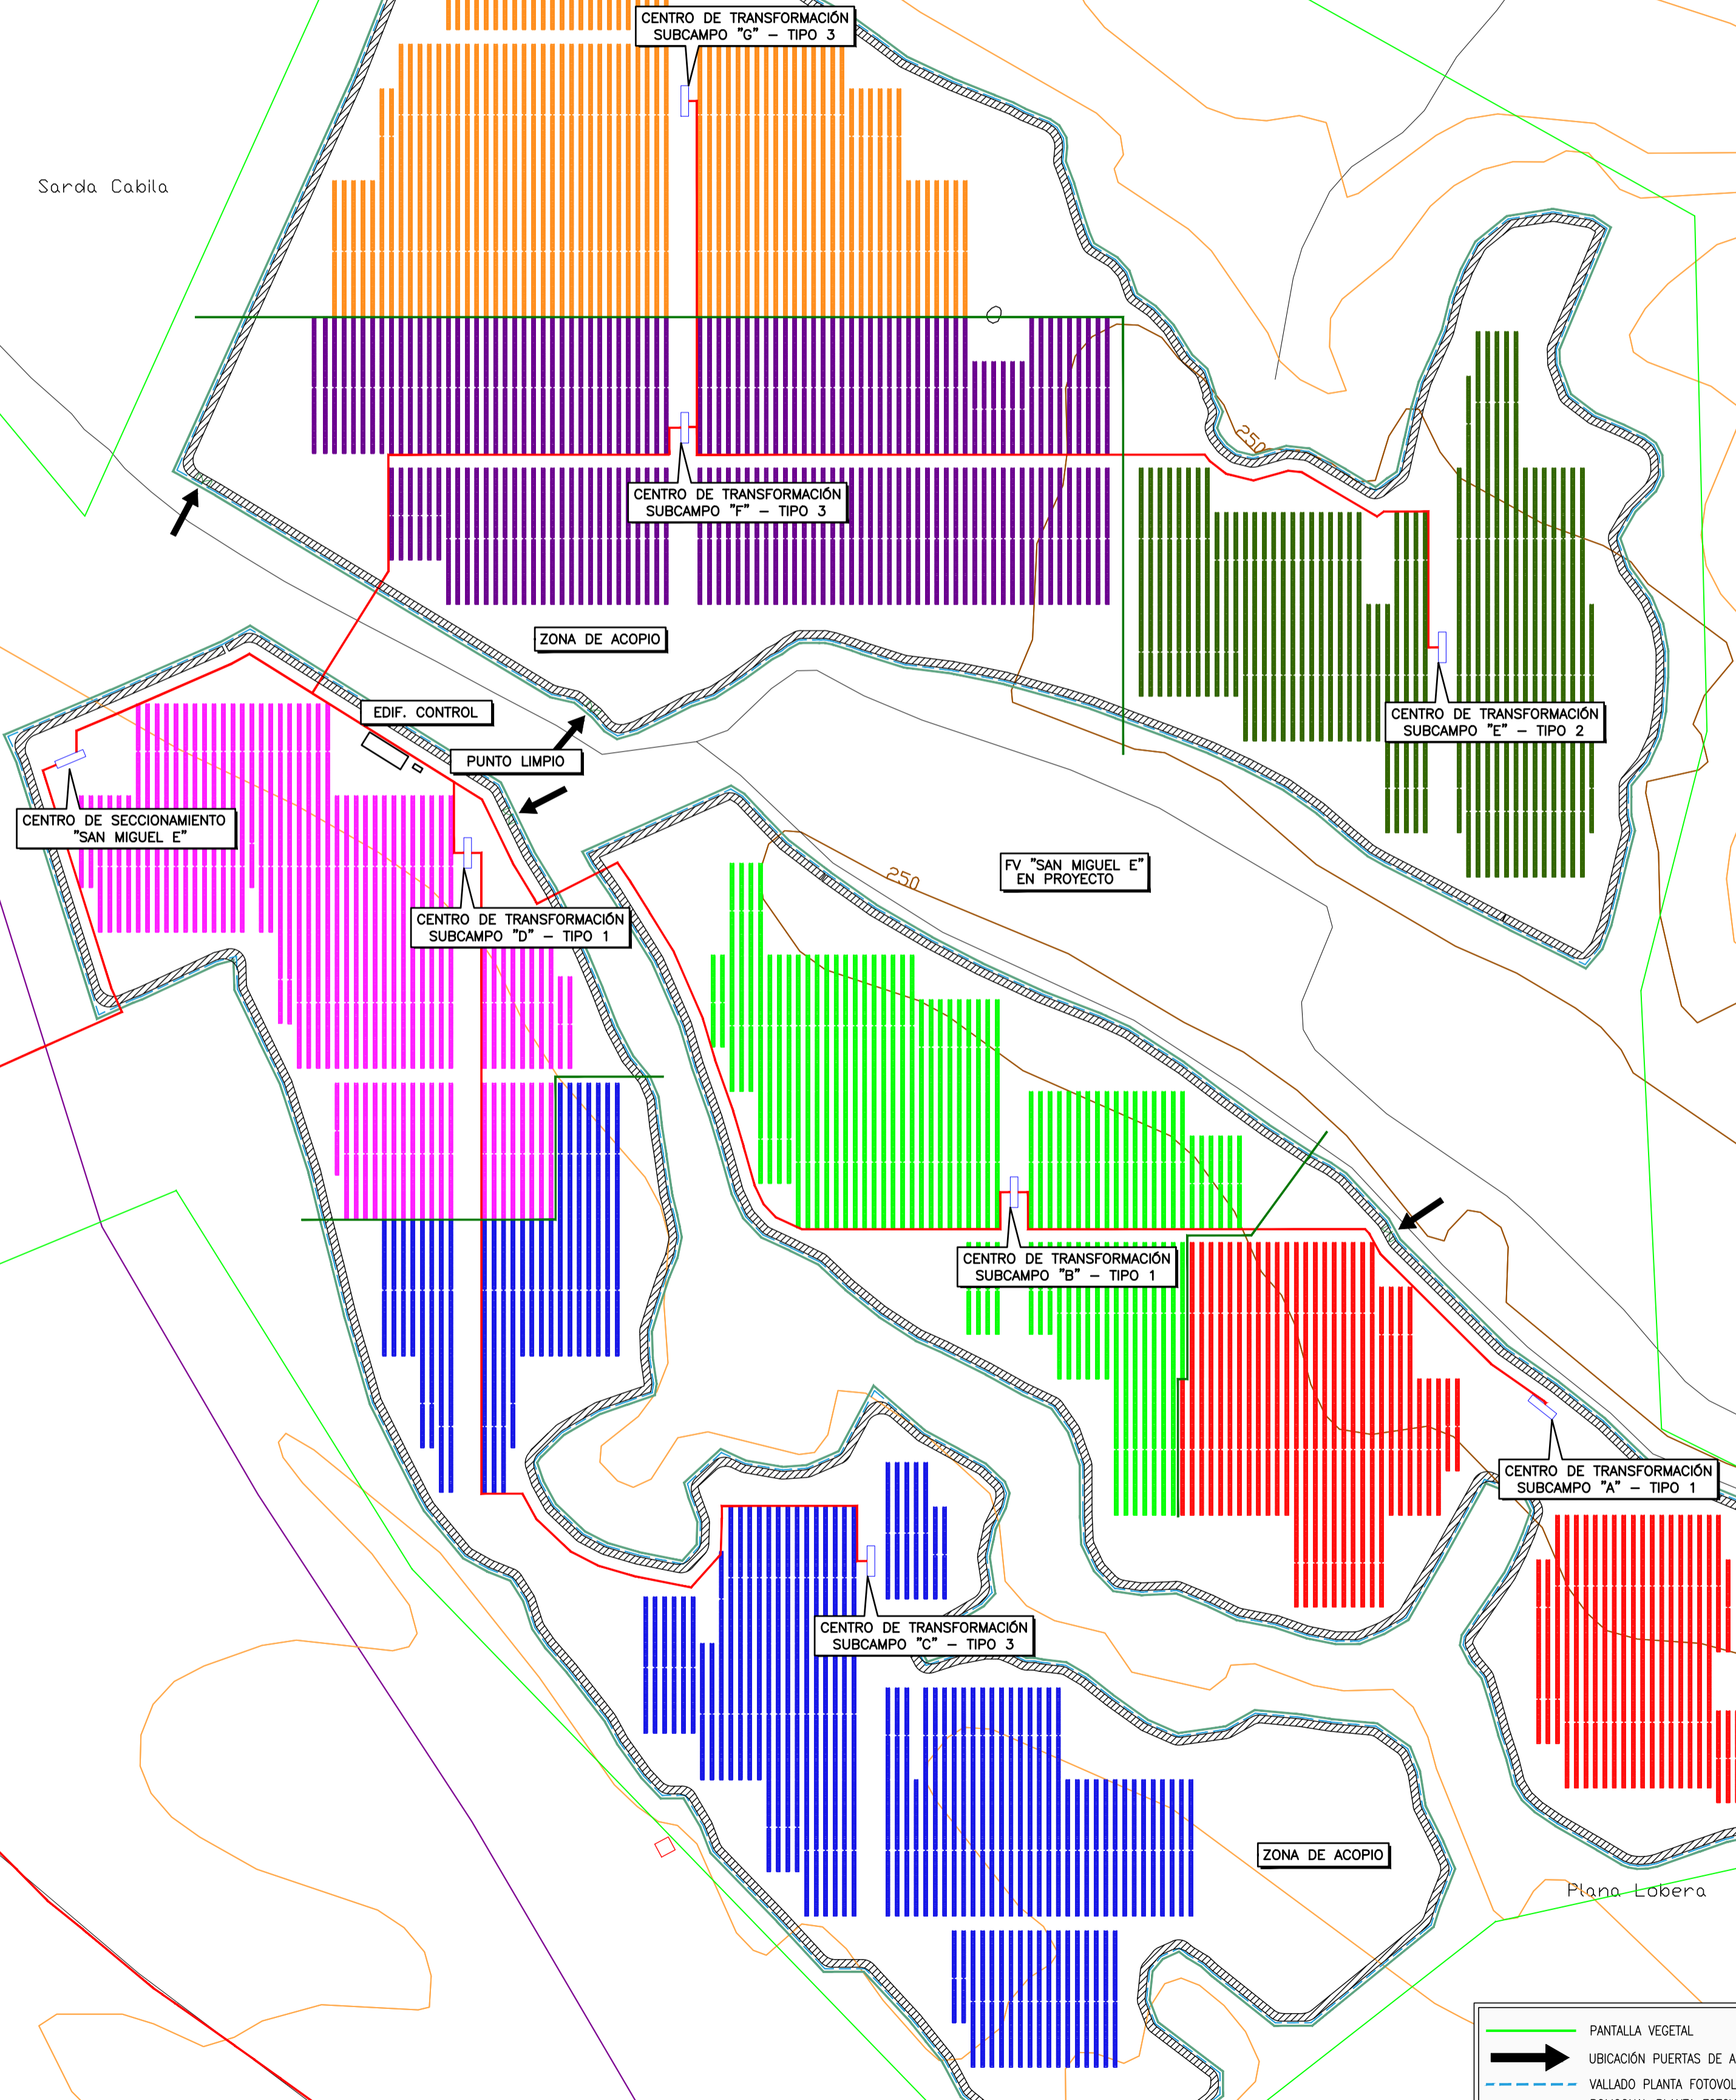 CENTRO DE TRANSFORMACIÓN
SUBCAMPO "G" – TIPO 3
Sarda Cabila
250
CENTRO DE TRANSFORMACIÓN
SUBCAMPO "F" – TIPO 3
ZONA DE ACOPIO
EDIF. CONTROL
CENTRO DE TRANSFORMACIÓN
SUBCAMPO "E" – TIPO 2
PUNTO LIMPIO
CENTRO DE SECCIONAMIENTO
"SAN MIGUEL E"
FV "SAN MIGUEL E"
EN PROYECTO
250
CENTRO DE TRANSFORMACIÓN
SUBCAMPO "D" – TIPO 1
CENTRO DE TRANSFORMACIÓN
SUBCAMPO "B" – TIPO 1
CENTRO DE TRANSFORMACIÓN
SUBCAMPO "A" – TIPO 1
CENTRO DE TRANSFORMACIÓN
SUBCAMPO "C" – TIPO 3
ZONA DE ACOPIO
Plana Lobera
PANTALLA VEGETAL
UBICACIÓN PUERTAS DE A
VALLADO PLANTA FOTOVOL